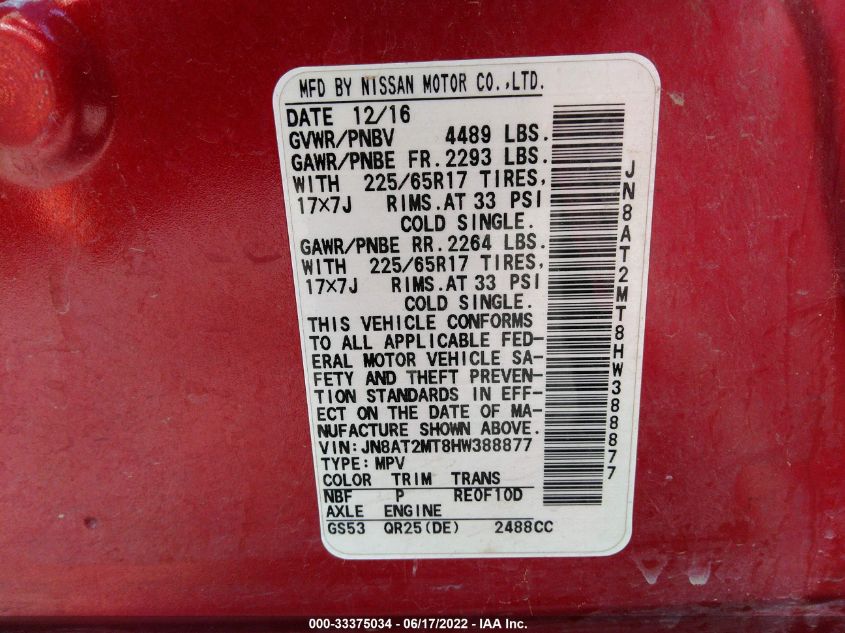 MFD BY NISSAN MOTOR CO.,LTD.
DATE 12/16
GVWR/PNBV 4489 LBS.
GAWR/PNBE FR. 2293 LBS.
WITH 225/65R17 TIRES,
17×7J RIMS. AT 33 PSI
COLD SINGLE.
GAWR/PNBE RR. 2264 LBS.
WITH 225/65R17 TIRES,
17×7J RIMS. AT 33 PSI
COLD SINGLE.
THIS VEHICLE CONFORMS
TO ALL APPLICABLE FED-
ERAL MOTOR VEHICLE SA-
FETY AND THEFT PREVEN-
TION STANDARDS IN EFF-
ECT ON THE DATE OF MA-
NUFACTURE SHOWN ABOVE.
VIN:JN8AT2MT8HW388877
TYPE:MPV
COLOR TRIM TRANS
NBF P RE0F10D
AXLE ENGINE
GS53 QR25(DE) 2488CC
JN8AT2MT8HW388877
000-33375034 - 06/17/2022 - IAA Inc.